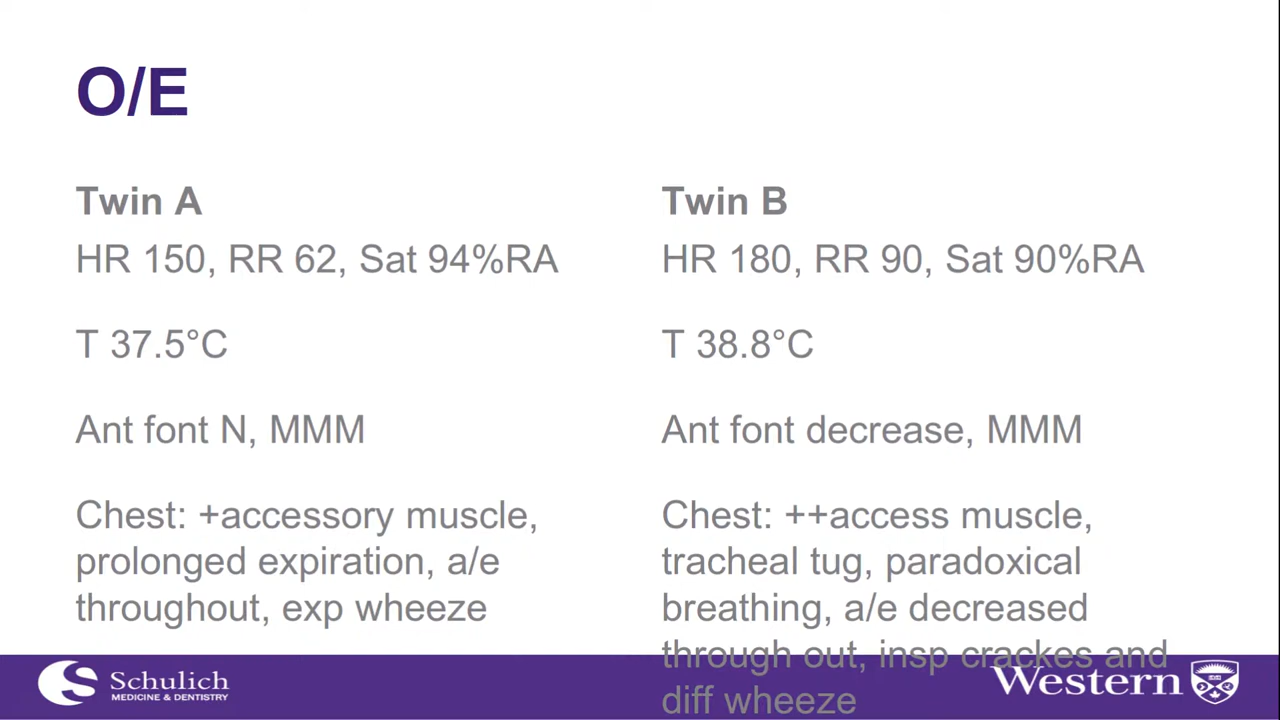 O/E
Twin A
HR 150, RR 62, Sat 94%RA
T 37.5°C
Ant font N, MMM
Chest: +accessory muscle,
prolonged expiration, a/e
throughout, exp wheeze
Twin B
HR 180, RR 90, Sat 90%RA
T 38.8°C
Ant font decrease, MMM
Chest: ++access muscle,
tracheal tug, paradoxical
breathing, a/e decreased
through out, insp crackes and
diff wheeze
Schulich
MEDICINE & DENTISTRY
Western